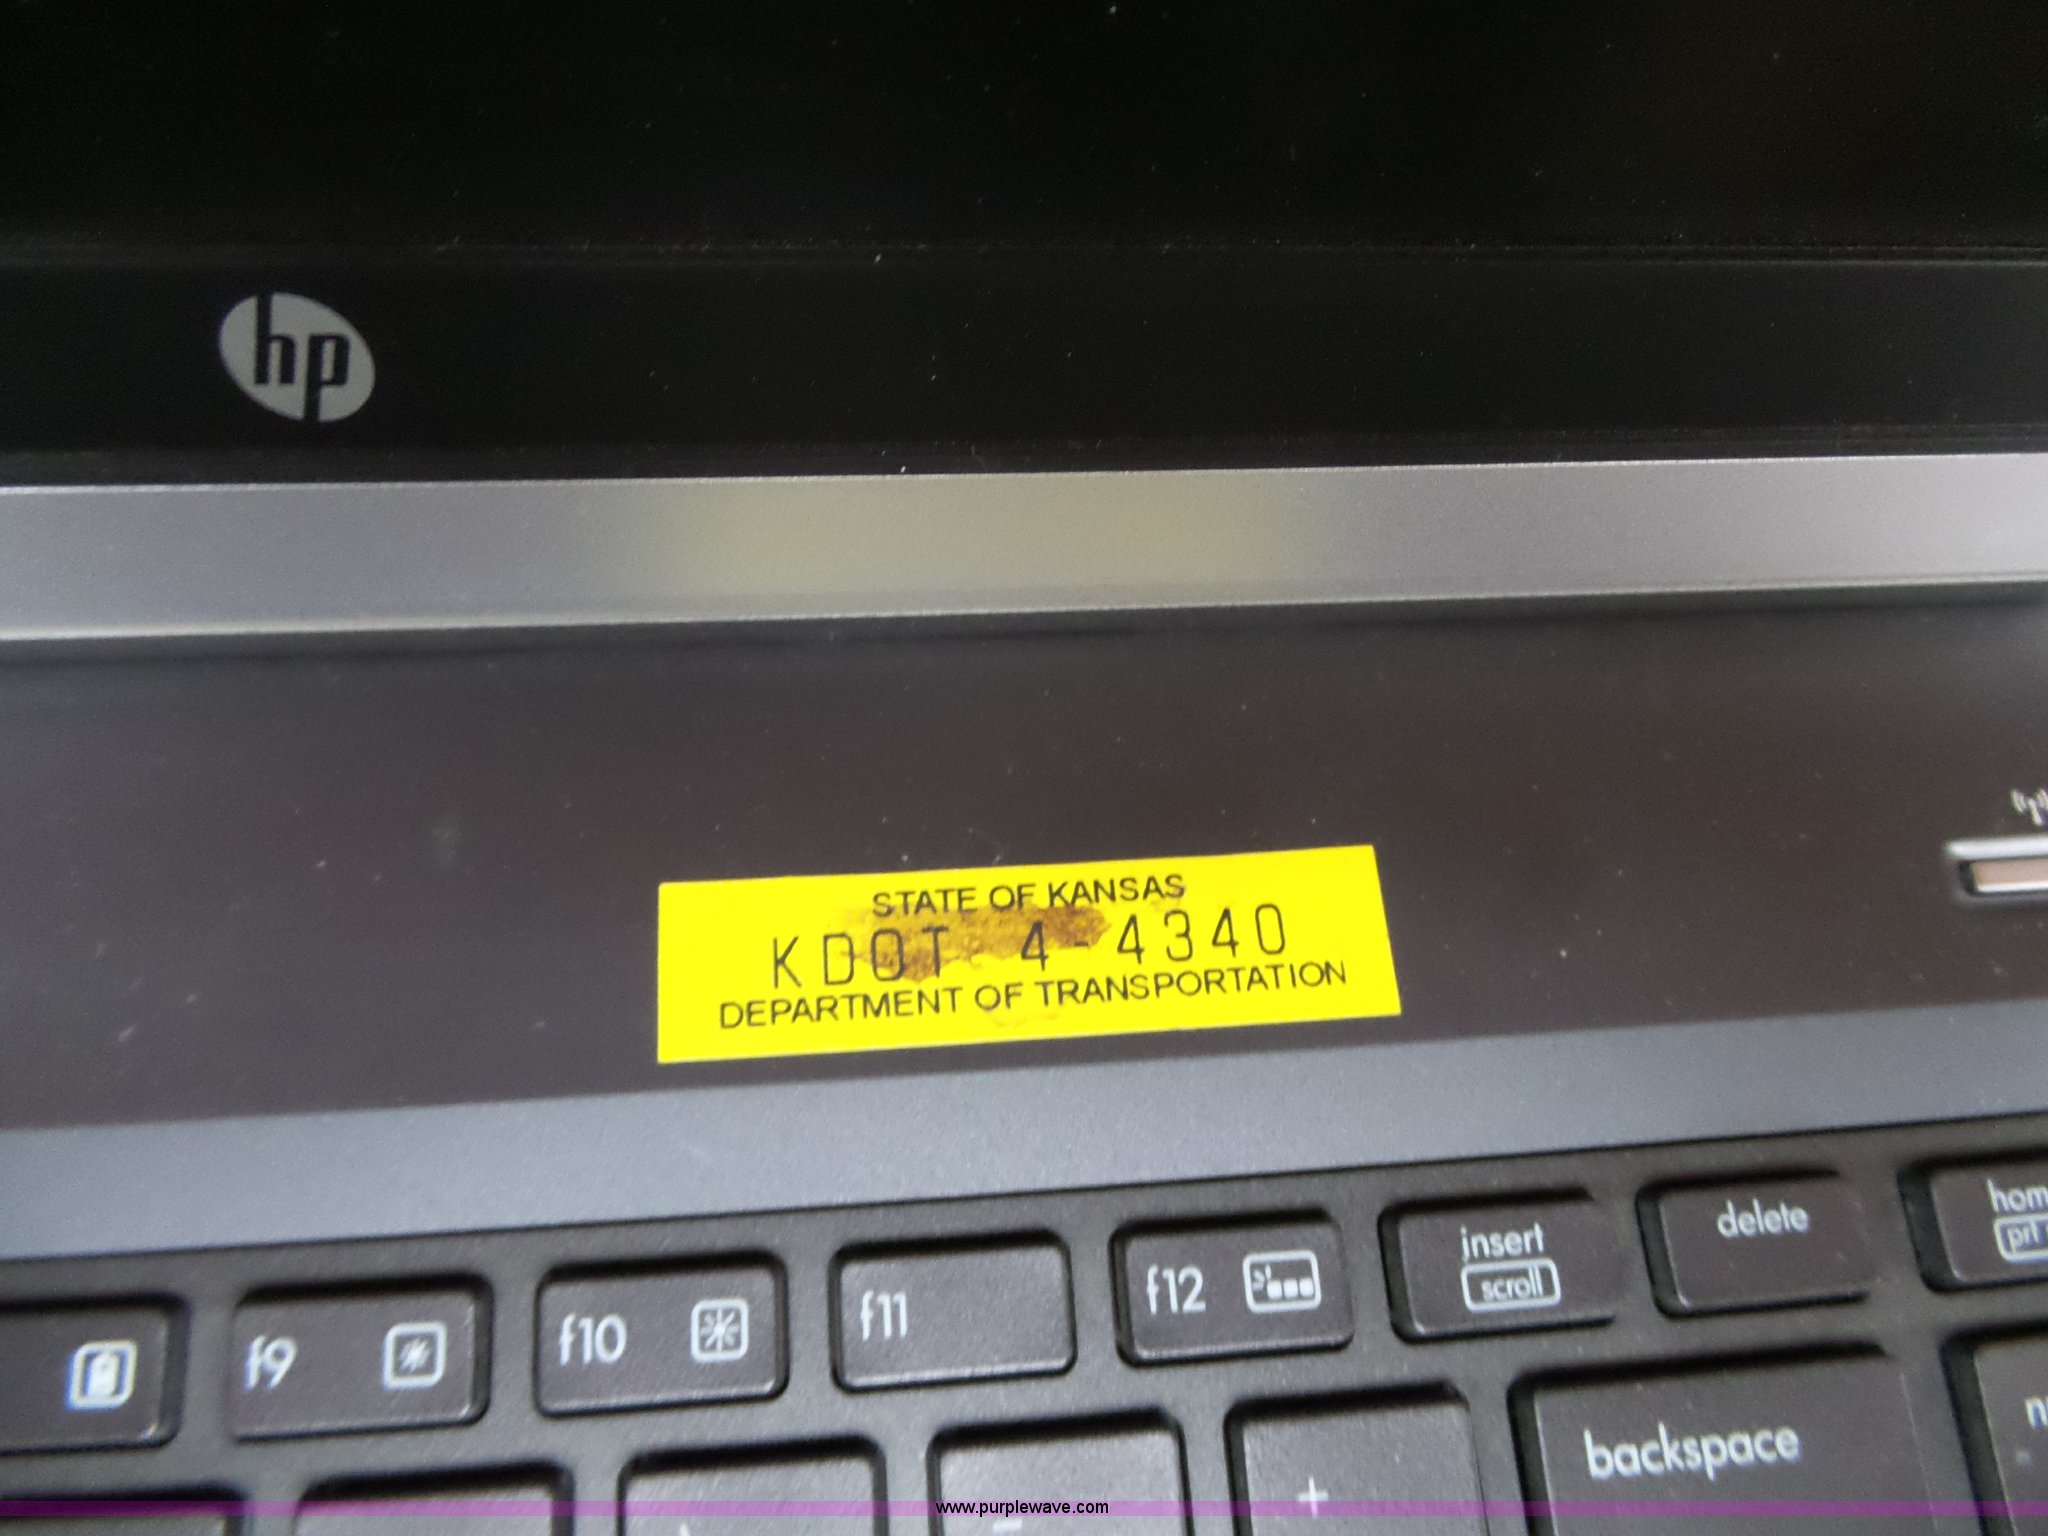 hp
STATE OF KANSAS
KDOT 4-4340
DEPARTMENT OF TRANSPORTATION
f9 f10 f11 f12 insert delete
scroll
backspace
+
-
www.purplewave.com